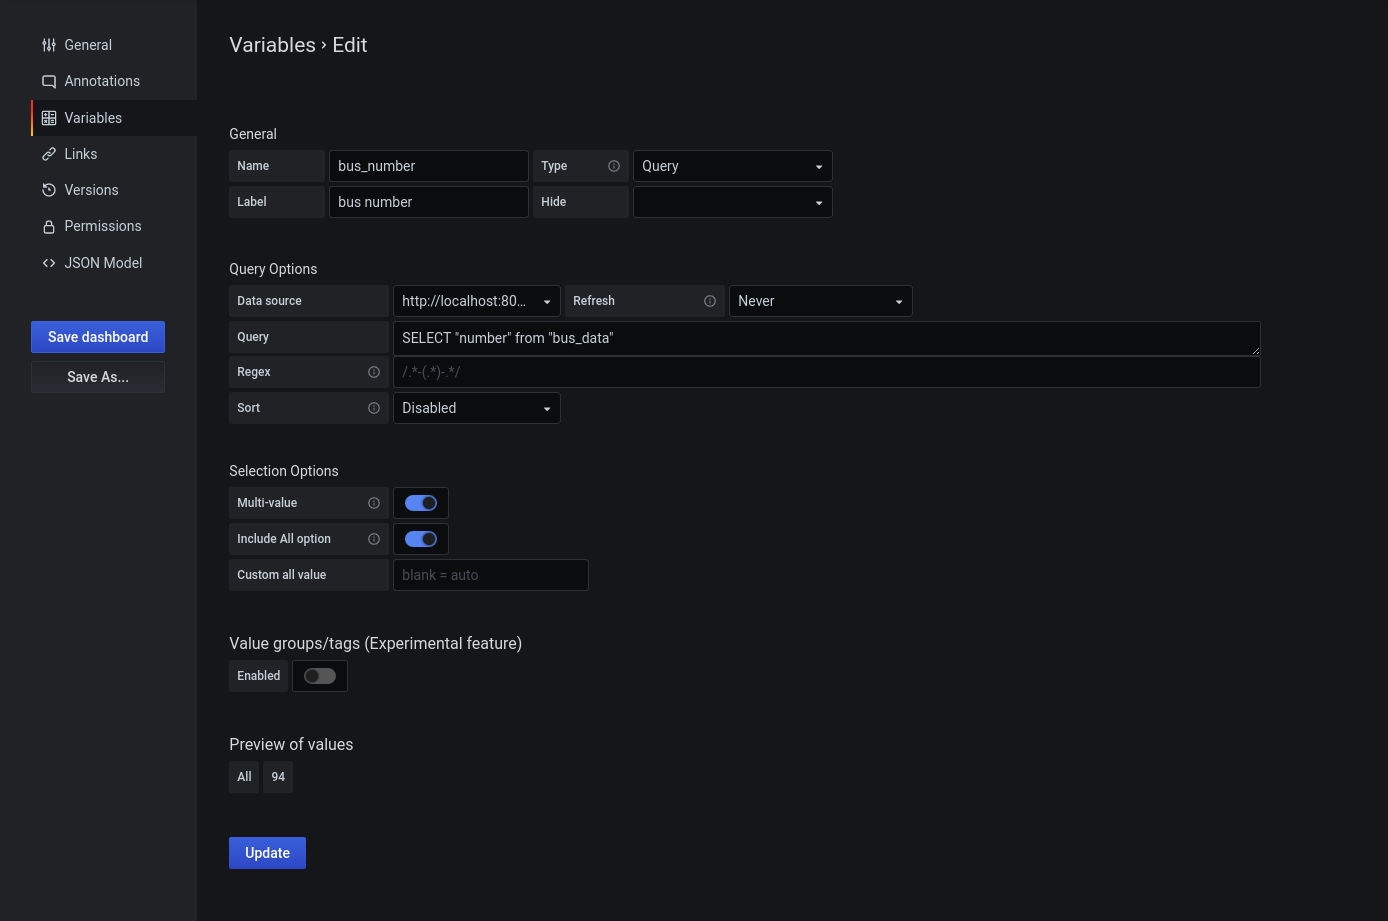 General
Annotations
Variables
Links
Versions
Permissions
JSON Model
Save dashboard
Save As...
Variables › Edit
General
Name bus_number Type Query
Label bus number Hide
Query Options
Data source http://localhost:80... Refresh Never
Query SELECT "number" from "bus_data"
Regex /.*-(.*)-.*/
Sort Disabled
Selection Options
Multi-value
Include All option
Custom all value blank = auto
Value groups/tags (Experimental feature)
Enabled
Preview of values
All 94
Update